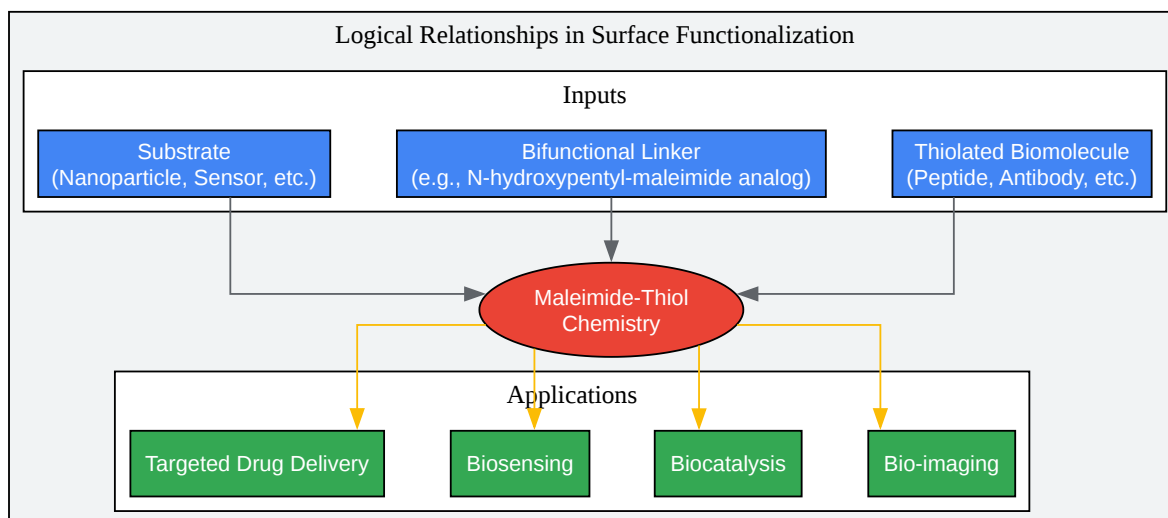 Logical Relationships in Surface Functionalization
Inputs
Substrate
(Nanoparticle, Sensor, etc.)
Bifunctional Linker
(e.g., N-hydroxypentyl-maleimide analog)
Thiolated Biomolecule
(Peptide, Antibody, etc.)
Maleimide-Thiol
Chemistry
Applications
Targeted Drug Delivery
Biosensing
Biocatalysis
Bio-imaging